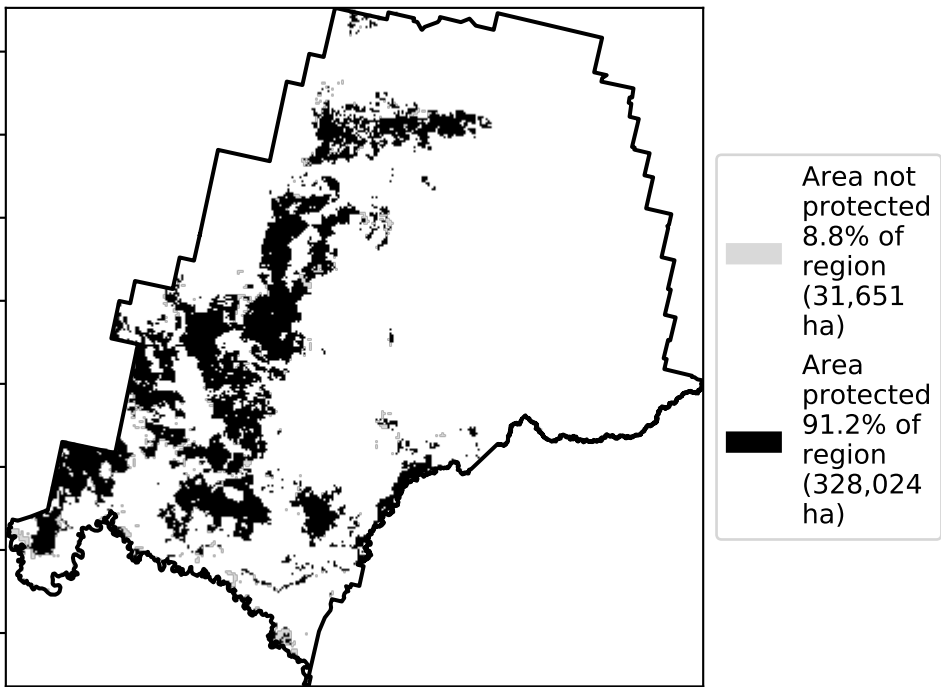 Area not
protected
8.8% of
region
(31,651
ha)
Area
protected
91.2% of
region
(328,024
ha)